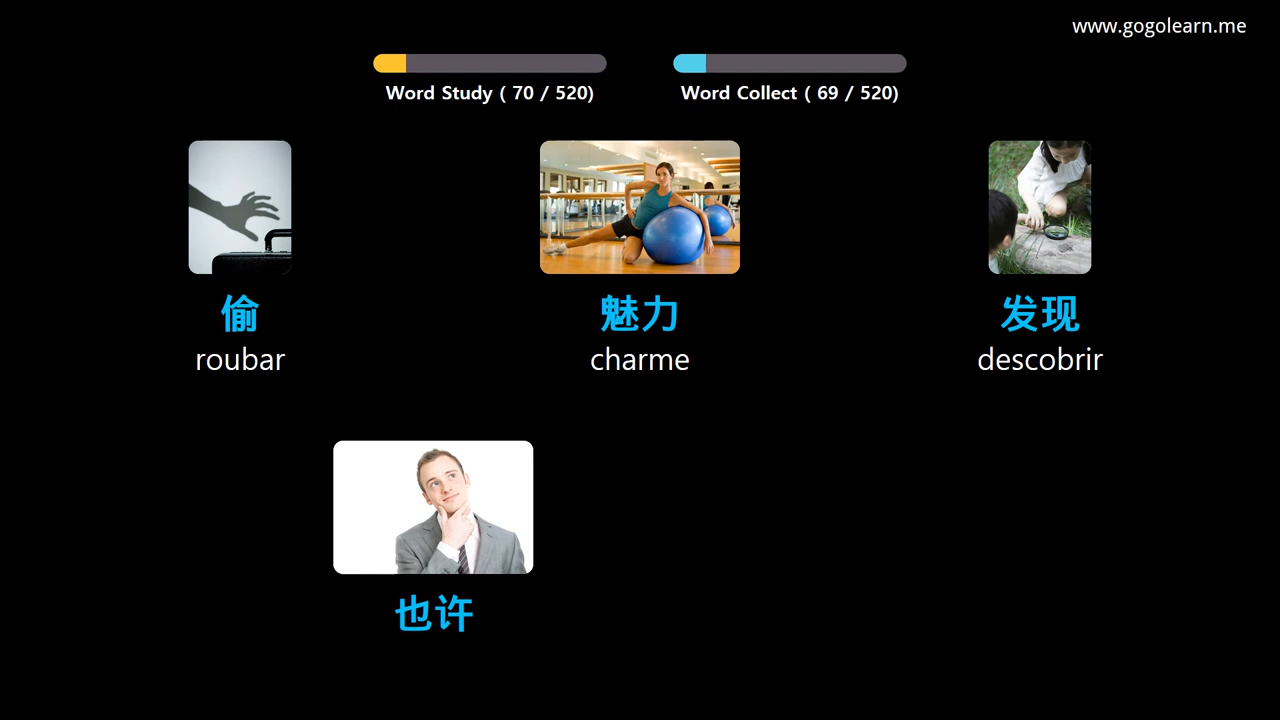 www.gogolearn.me
Word Study ( 70 / 520)
Word Collect ( 69 / 520)
偷
roubar
魅力
charme
发现
descobrir
也许